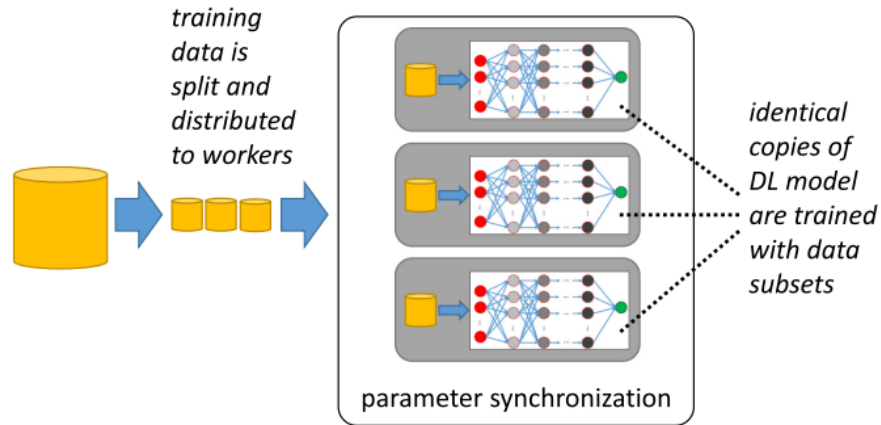 training
data is
split and
distributed
to workers
identical
copies of
DL model
are trained
with data
subsets
parameter synchronization